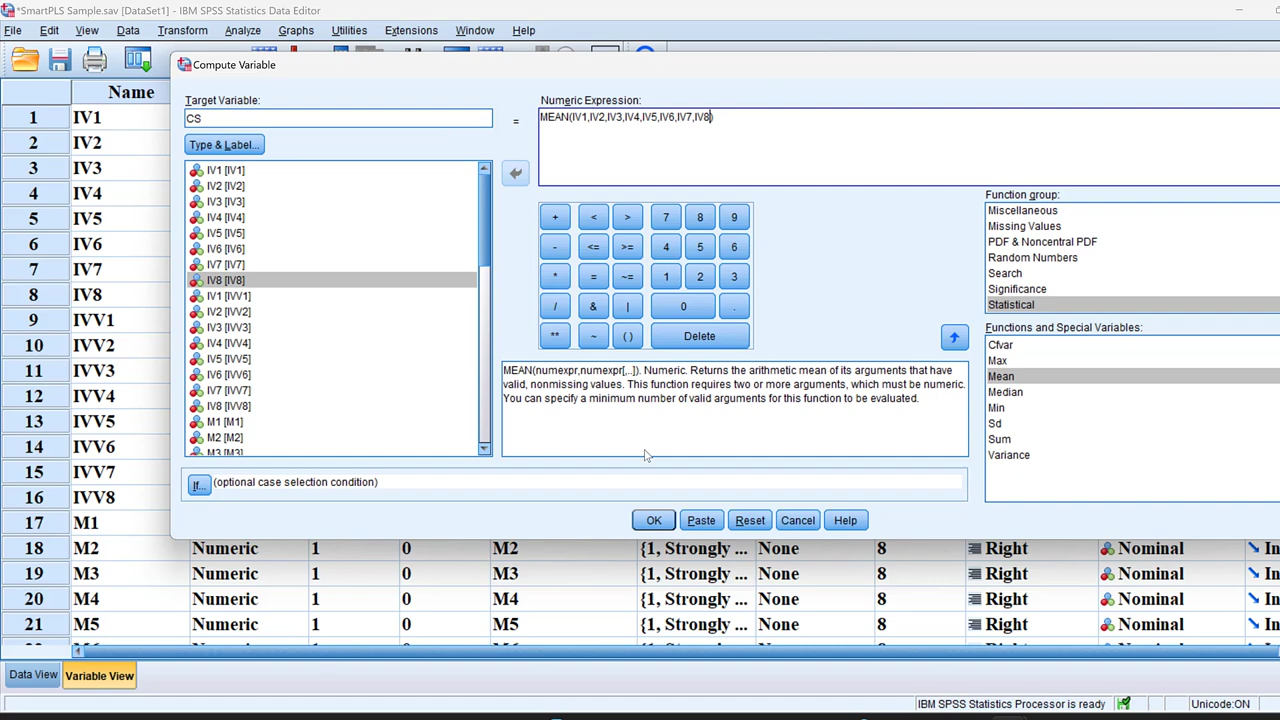 *SmartPLS Sample.sav [DataSet1] - IBM SPSS Statistics Data Editor
File Edit View Data Transform Analyze Graphs Utilities Extensions Window Help
Compute Variable
Target Variable:
CS
=
Numeric Expression:
MEAN(IV1,IV2,IV3,IV4,IV5,IV6,IV7,IV8)
Type & Label...
IV1 [IV1]
IV2 [IV2]
IV3 [IV3]
IV4 [IV4]
IV5 [IV5]
IV6 [IV6]
IV7 [IV7]
IV8 [IV8]
IV1 [IVV1]
IV2 [IVV2]
IV3 [IVV3]
IV4 [IVV4]
IV5 [IVV5]
IV6 [IVV6]
IV7 [IVV7]
IV8 [IVV8]
M1 [M1]
M2 [M2]
M3 [M3]
+ < > 7 8 9
- <= >= 4 5 6
* = ~= 1 2 3
/ & | 0 .
** ~ ( ) Delete
Function group:
Miscellaneous
Missing Values
PDF & Noncentral PDF
Random Numbers
Search
Significance
Statistical
Functions and Special Variables:
Cfvar
Max
Mean
Median
Min
Sd
Sum
Variance
MEAN(numexpr,numexpr[,..]). Numeric. Returns the arithmetic mean of its arguments that have
valid, nonmissing values. This function requires two or more arguments, which must be numeric.
You can specify a minimum number of valid arguments for this function to be evaluated.
If... (optional case selection condition)
OK Paste Reset Cancel Help
Name
1 IV1
2 IV2
3 IV3
4 IV4
5 IV5
6 IV6
7 IV7
8 IV8
9 IVV1
10 IVV2
11 IVV3
12 IVV4
13 IVV5
14 IVV6
15 IVV7
16 IVV8
17 M1
18 M2 Numeric 1 0 M2 {1, Strongly ... None 8 Right Nominal In
19 M3 Numeric 1 0 M3 {1, Strongly ... None 8 Right Nominal In
20 M4 Numeric 1 0 M4 {1, Strongly ... None 8 Right Nominal In
21 M5 Numeric 1 0 M5 {1, Strongly ... None 8 Right Nominal In
Data View Variable View
IBM SPSS Statistics Processor is ready Unicode:ON